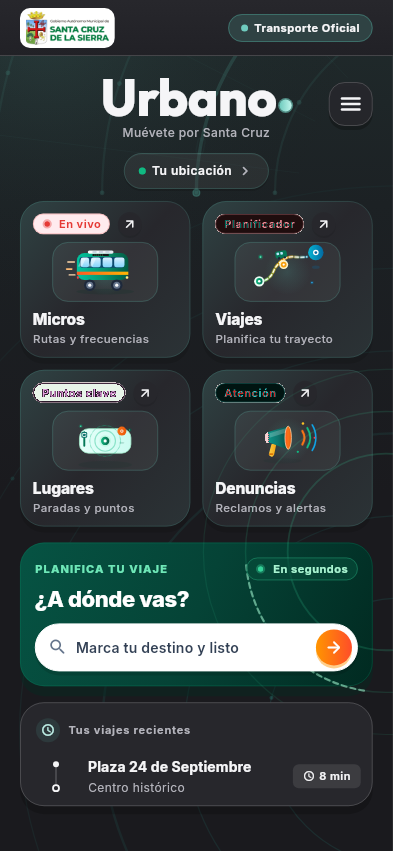 Gobierno Autónomo Municipal de
SANTA CRUZ
DE LA SIERRA
Transporte Oficial
Urbano
Muévete por Santa Cruz
Tu ubicación
En vivo
Planificador
Micros
Rutas y frecuencias
Viajes
Planifica tu trayecto
Puntos clave
Atención
Lugares
Paradas y puntos
Denuncias
Reclamos y alertas
PLANIFICA TU VIAJE
En segundos
¿A dónde vas?
Marca tu destino y listo
Tus viajes recientes
Plaza 24 de Septiembre
Centro histórico
8 min